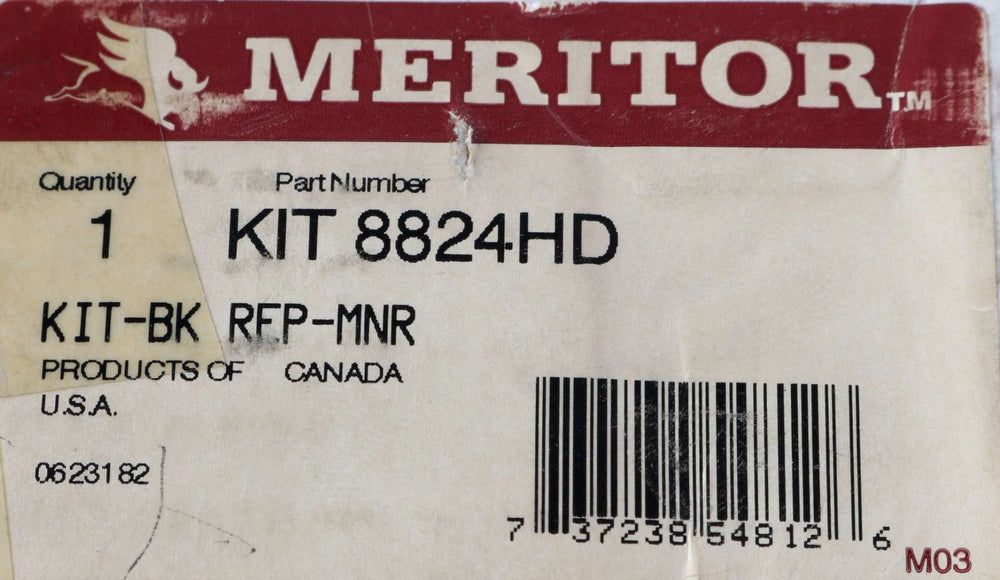 MERITOR™
Quantity Part Number
1 KIT 8824HD
KIT-BK RFP-MNR
PRODUCTS OF CANADA
U.S.A.
0623182
7 37238 54812 6
M03